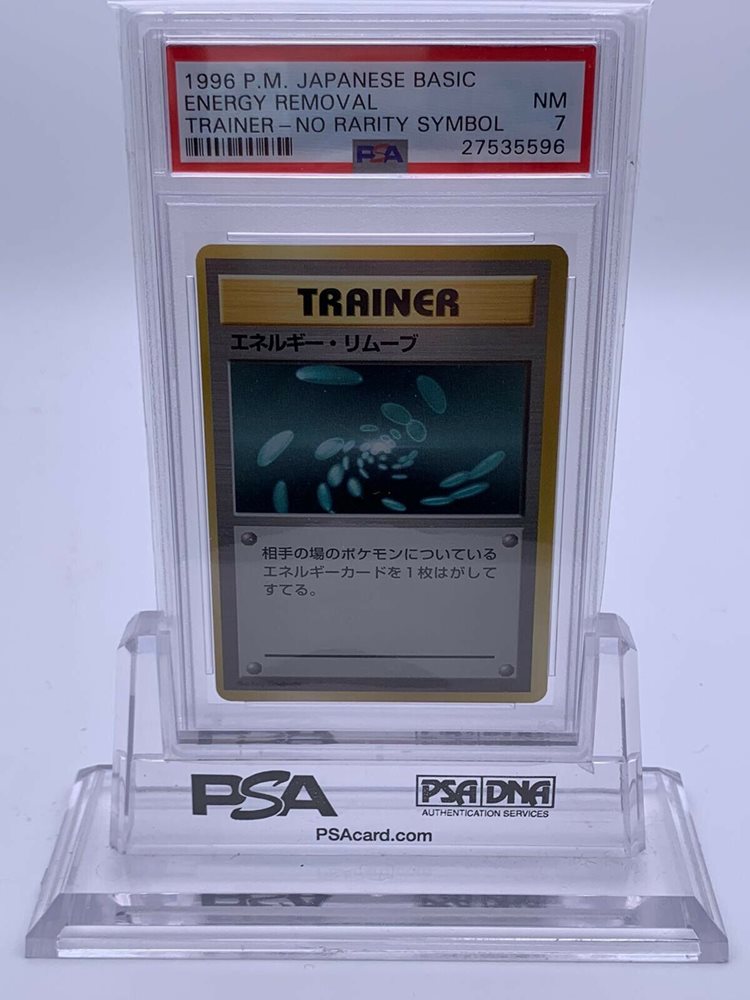 1996 P.M. JAPANESE BASIC
ENERGY REMOVAL NM
TRAINER – NO RARITY SYMBOL 7
PSA 27535596
TRAINER
エネルギー・リムーブ
相手の場のポケモンについている
エネルギーカードを1枚はがして
すてる。
PSA PSA DNA
AUTHENTICATION SERVICES
PSAcard.com